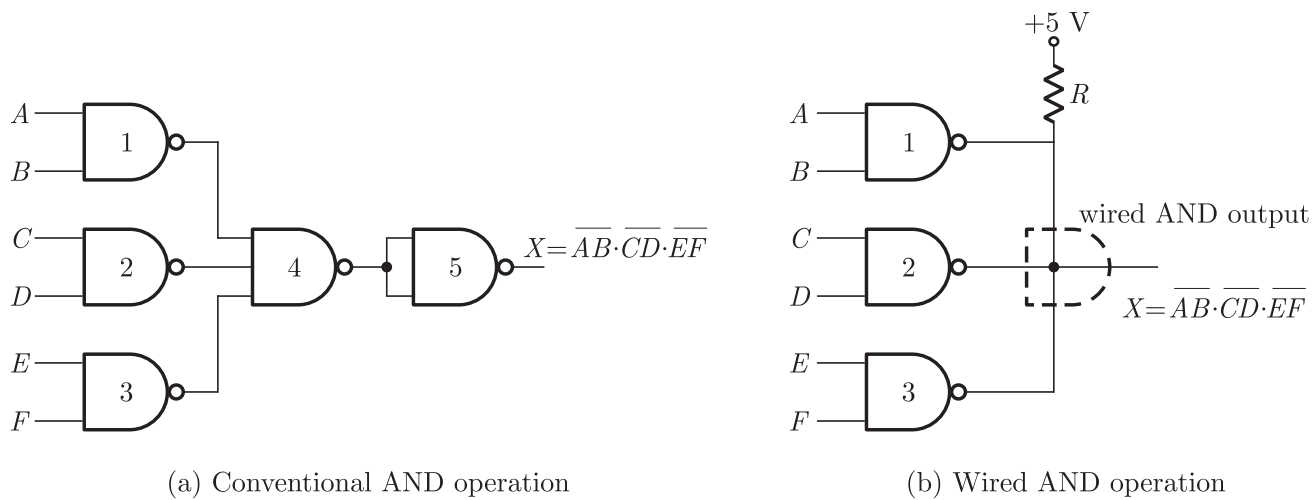 A
B
C
D
E
F
1
2
3
4
5
X=\overline{AB}·\overline{CD}·\overline{EF}
(a) Conventional AND operation
+5 V
R
A
B
C
D
E
F
1
2
3
wired AND output
X=\overline{AB}·\overline{CD}·\overline{EF}
(b) Wired AND operation